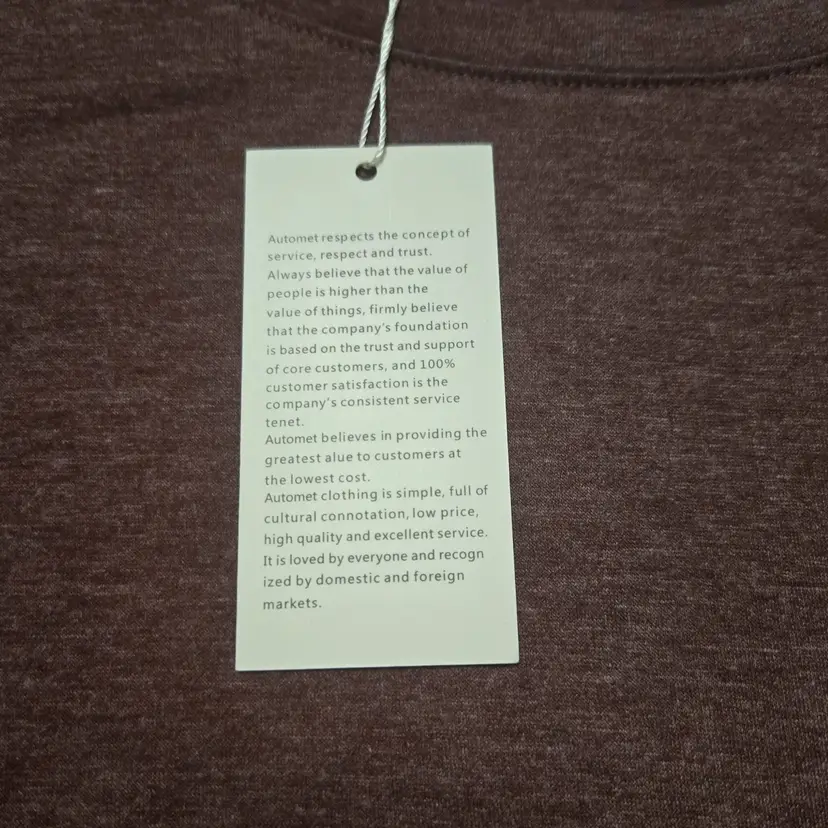 Automet respects the concept of
service, respect and trust.
Always believe that the value of
people is higher than the
value of things, firmly believe
that the company's foundation
is based on the trust and support
of core customers, and 100%
customer satisfaction is the
company's consistent service
tenet.
Automet believes in providing the
greatest alue to customers at
the lowest cost.
Automet clothing is simple, full of
cultural connotation, low price,
high quality and excellent service.
It is loved by everyone and recogn
ized by domestic and foreign
markets.